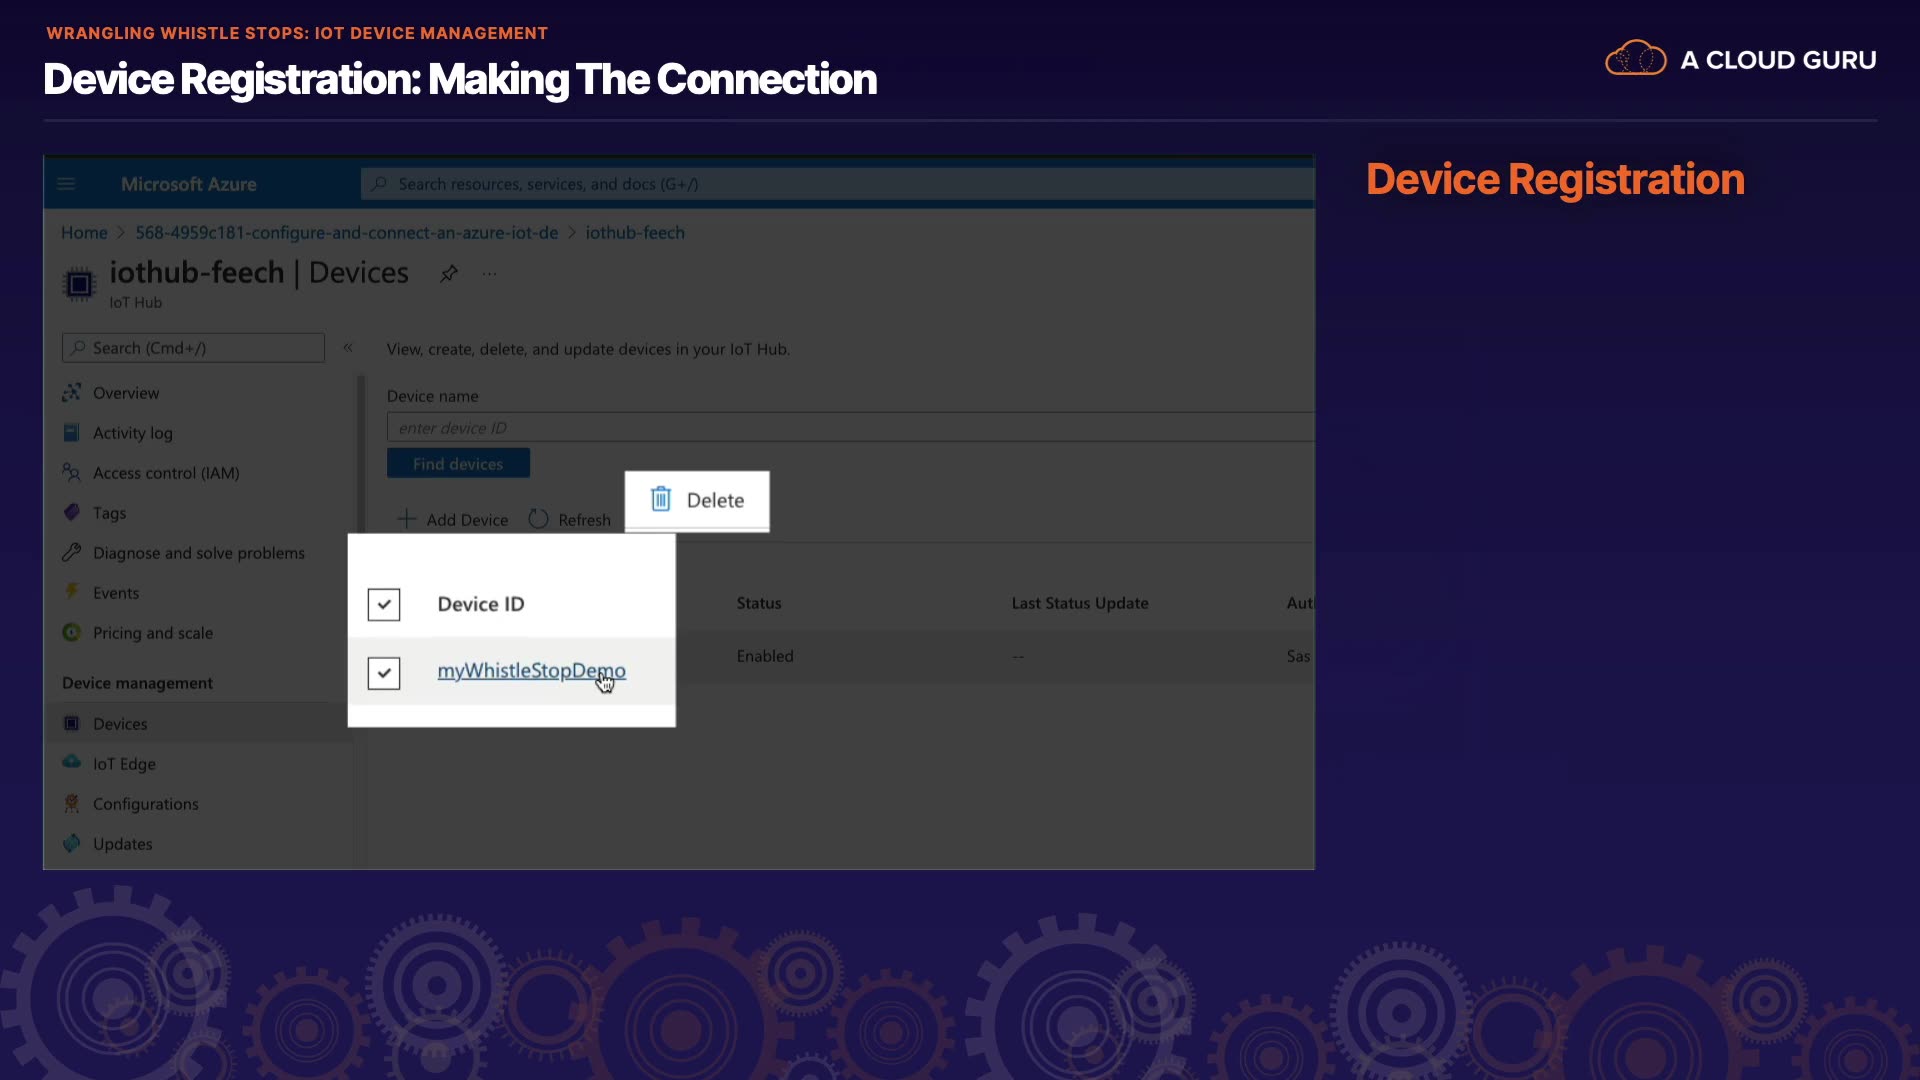 WRANGLING WHISTLE STOPS: IOT DEVICE MANAGEMENT
Device Registration: Making The Connection
A CLOUD GURU
Device Registration
Microsoft Azure
Search resources, services, and docs (G+/)
Home > 568-4959c181-configure-and-connect-an-azure-iot-de > iothub-feech
iothub-feech | Devices
...
IoT Hub
Search (Cmd+/)
«
View, create, delete, and update devices in your IoT Hub.
Overview
Activity log
Access control (IAM)
Tags
Diagnose and solve problems
Events
Pricing and scale
Device management
Devices
IoT Edge
Configurations
Updates
Device name
enter device ID
Find devices
Add Device
Refresh
Delete
Device ID
Status
Last Status Update
Aut
myWhistleStopDemo
Enabled
--
Sas